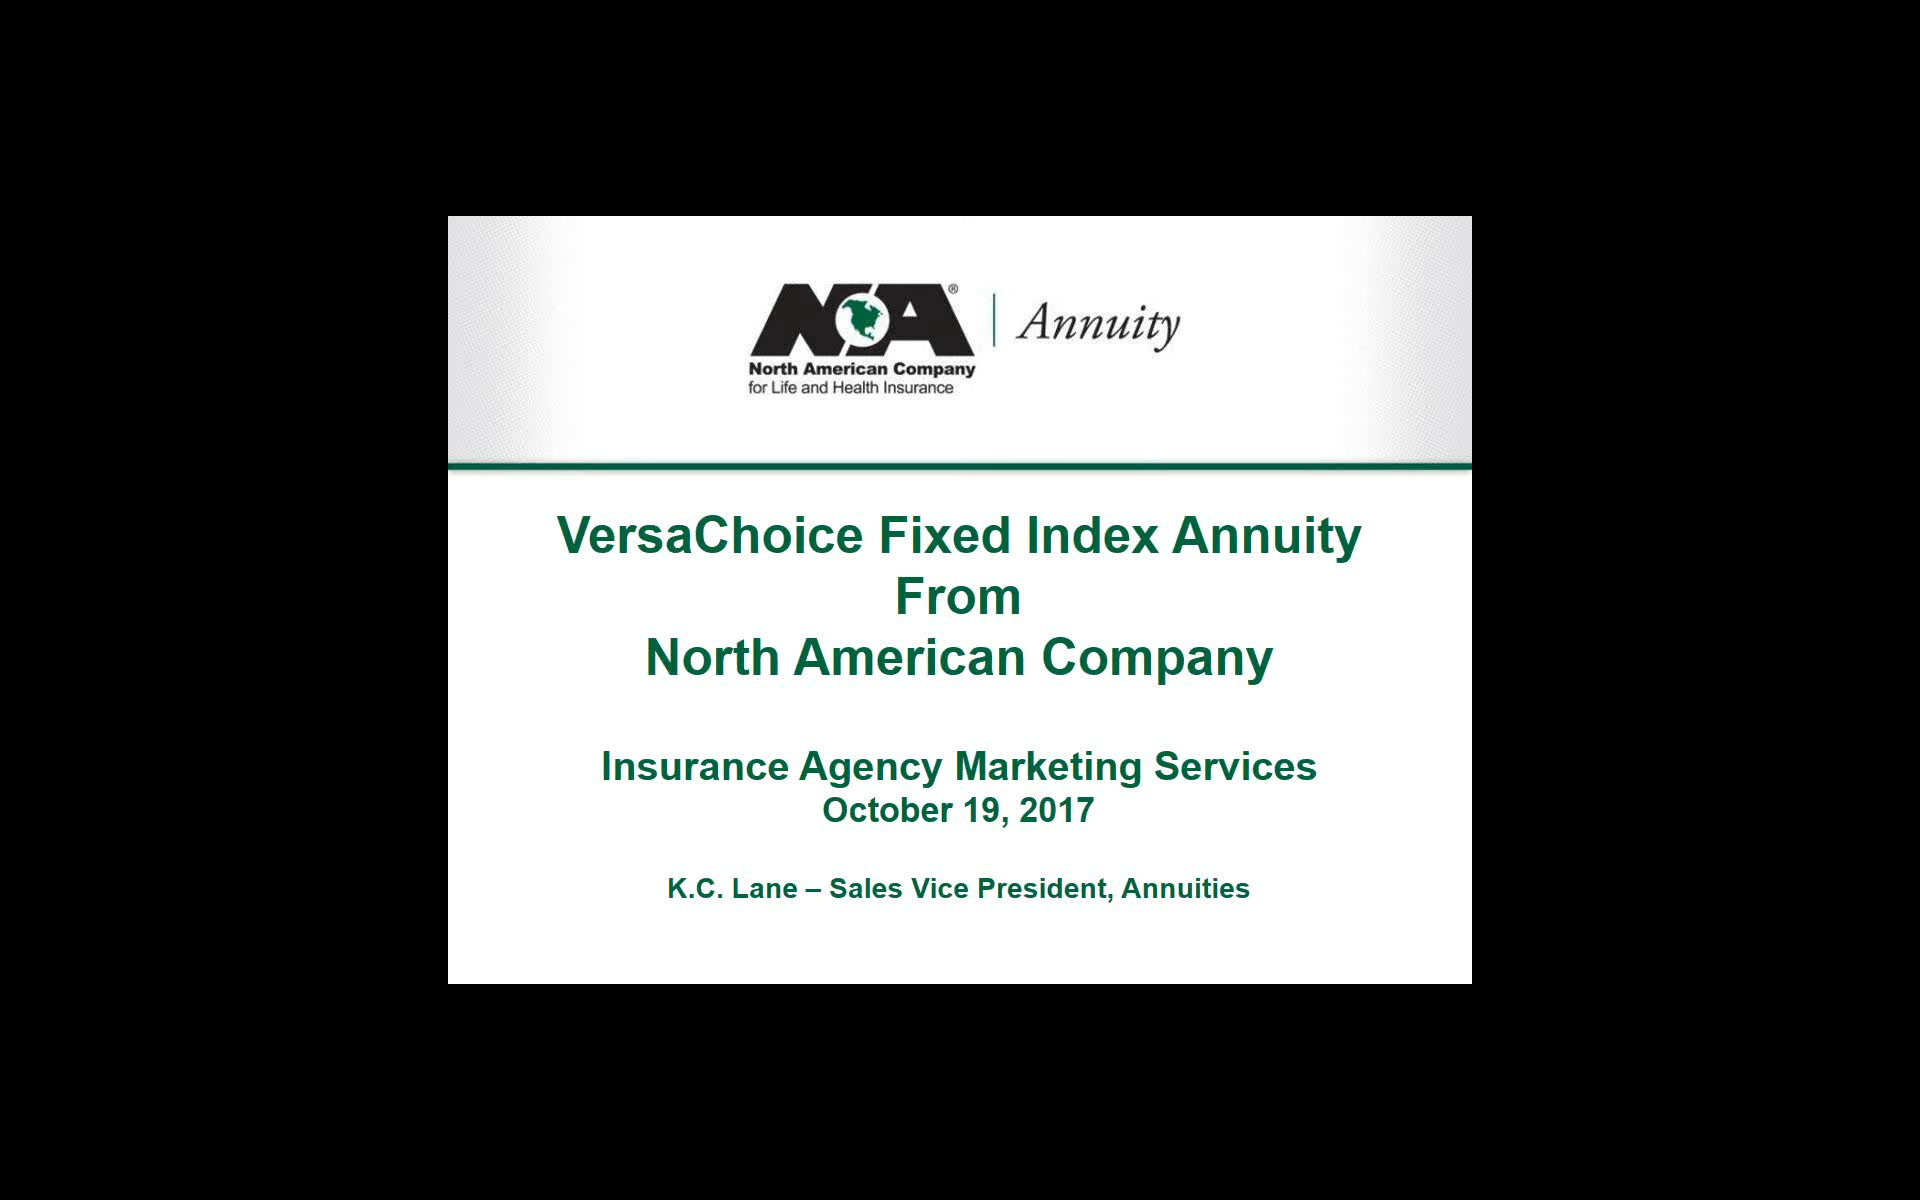 NA®
Annuity
North American Company
for Life and Health Insurance
VersaChoice Fixed Index Annuity
From
North American Company
Insurance Agency Marketing Services
October 19, 2017
K.C. Lane – Sales Vice President, Annuities